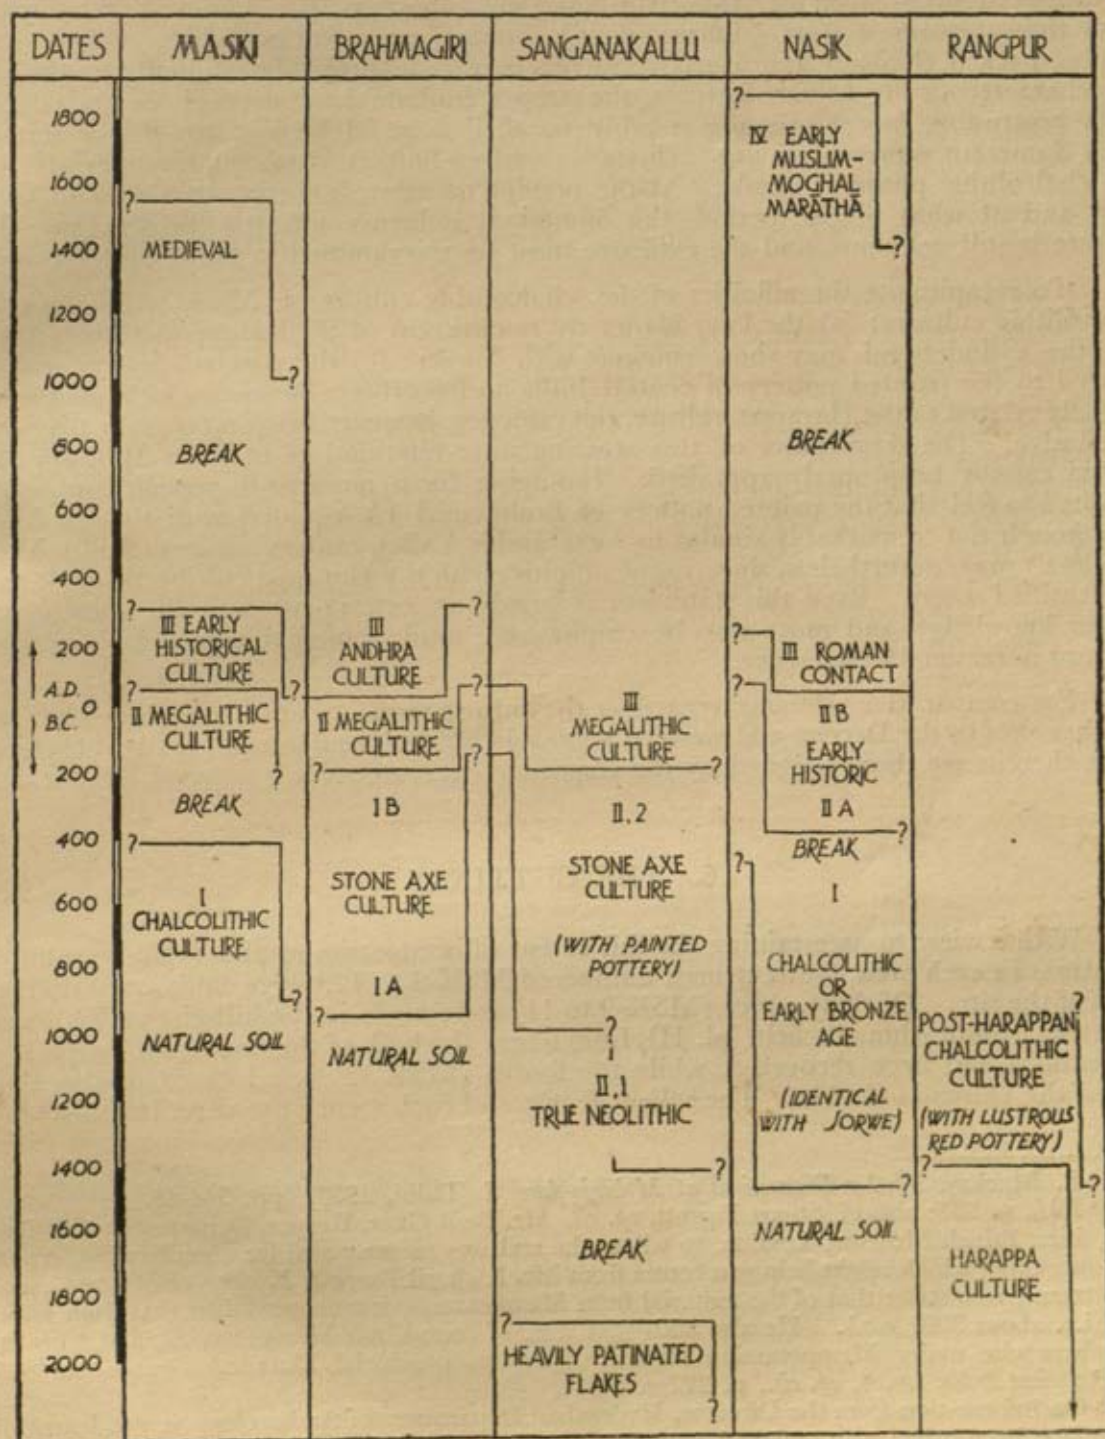 DATES
MASKI
BRAHMAGIRI
SANGANAKALLU
NASIK
RANGPUR
1800
1600
1400
1200
1000
800
600
400
200
A.D.
0
B.C.
200
400
600
800
1000
1200
1400
1600
1800
2000
?
MEDIEVAL
?
BREAK
?
III EARLY
HISTORICAL
CULTURE
?
?
II MEGALITHIC
CULTURE
?
BREAK
?
I
CHALCOLITHIC
CULTURE
?
NATURAL SOIL
?
III
ANDHRA
CULTURE
?
II MEGALITHIC
CULTURE
?
?
I B
STONE AXE
CULTURE
I A
?
NATURAL SOIL
III
MEGALITHIC
CULTURE
?
II,2
STONE AXE
CULTURE
(WITH PAINTED
POTTERY)
?
II,1
TRUE NEOLITHIC
?
BREAK
?
HEAVILY PATINATED
FLAKES
?
?
IV EARLY
MUSLIM-
MOGHAL
MARĀTHĀ
?
BREAK
?
III ROMAN
CONTACT
?
II B
EARLY
HISTORIC
II A
?
BREAK
?
I
CHALCOLITHIC
OR
EARLY BRONZE
AGE
(IDENTICAL
WITH JORWE)
?
NATURAL SOIL
?
POST-HARAPPAN
CHALCOLITHIC
CULTURE
(WITH LUSTROUS
RED POTTERY)
?
?
HARAPPA
CULTURE